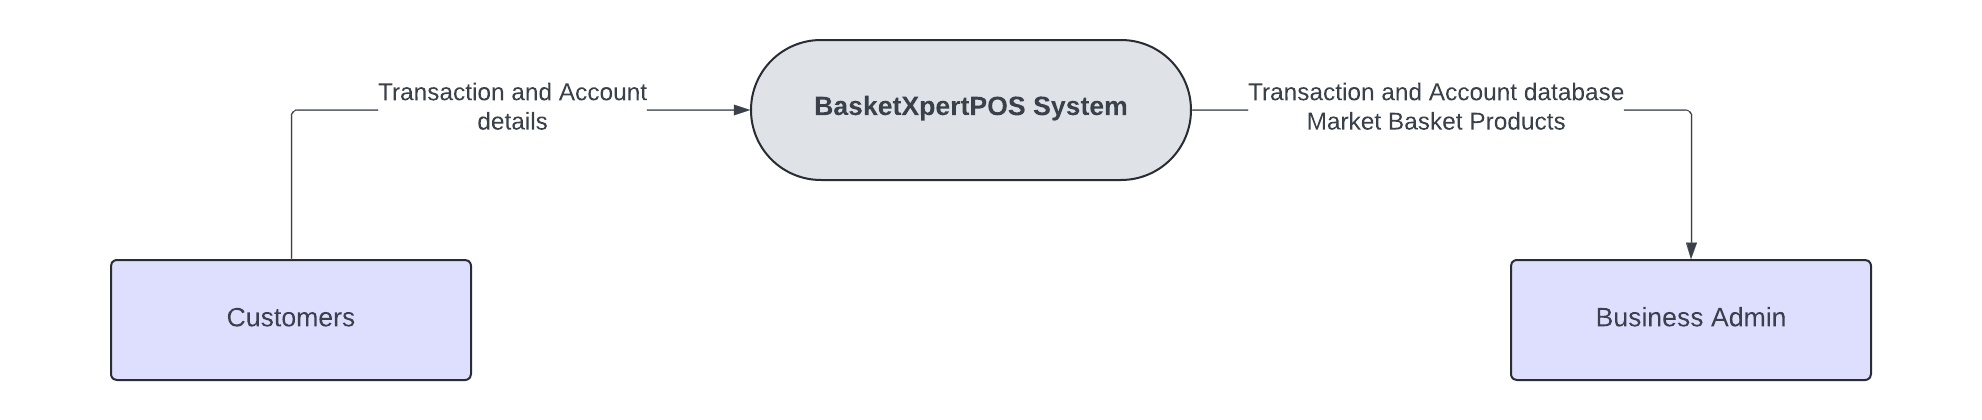 Transaction and Account
details
BasketXpertPOS System
Transaction and Account database
Market Basket Products
Customers
Business Admin